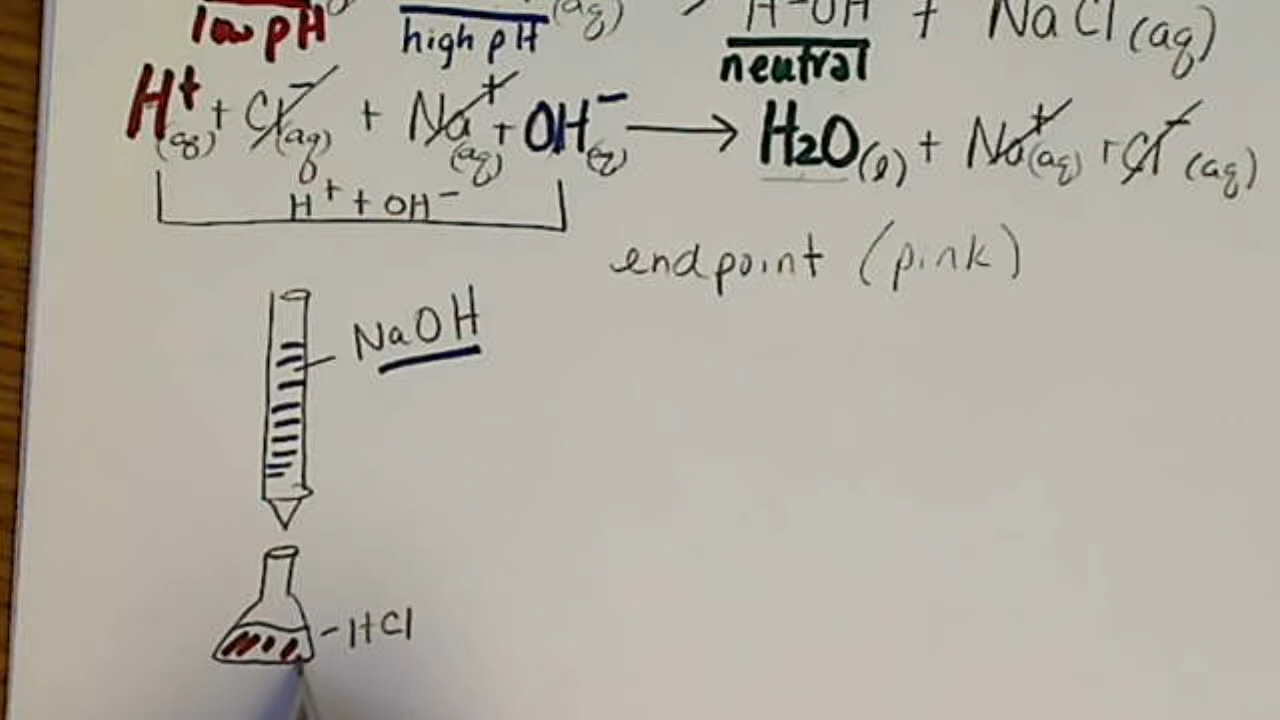 (aq) H-OH + NaCl(aq)
low pH high pH neutral
H⁺(aq) + Cl⁻(aq) + Na⁺(aq) + OH⁻(aq) → H₂O(l) + Na⁺(aq) + Cl⁻(aq)
H⁺ + OH⁻
endpoint (pink)
NaOH
- HCl